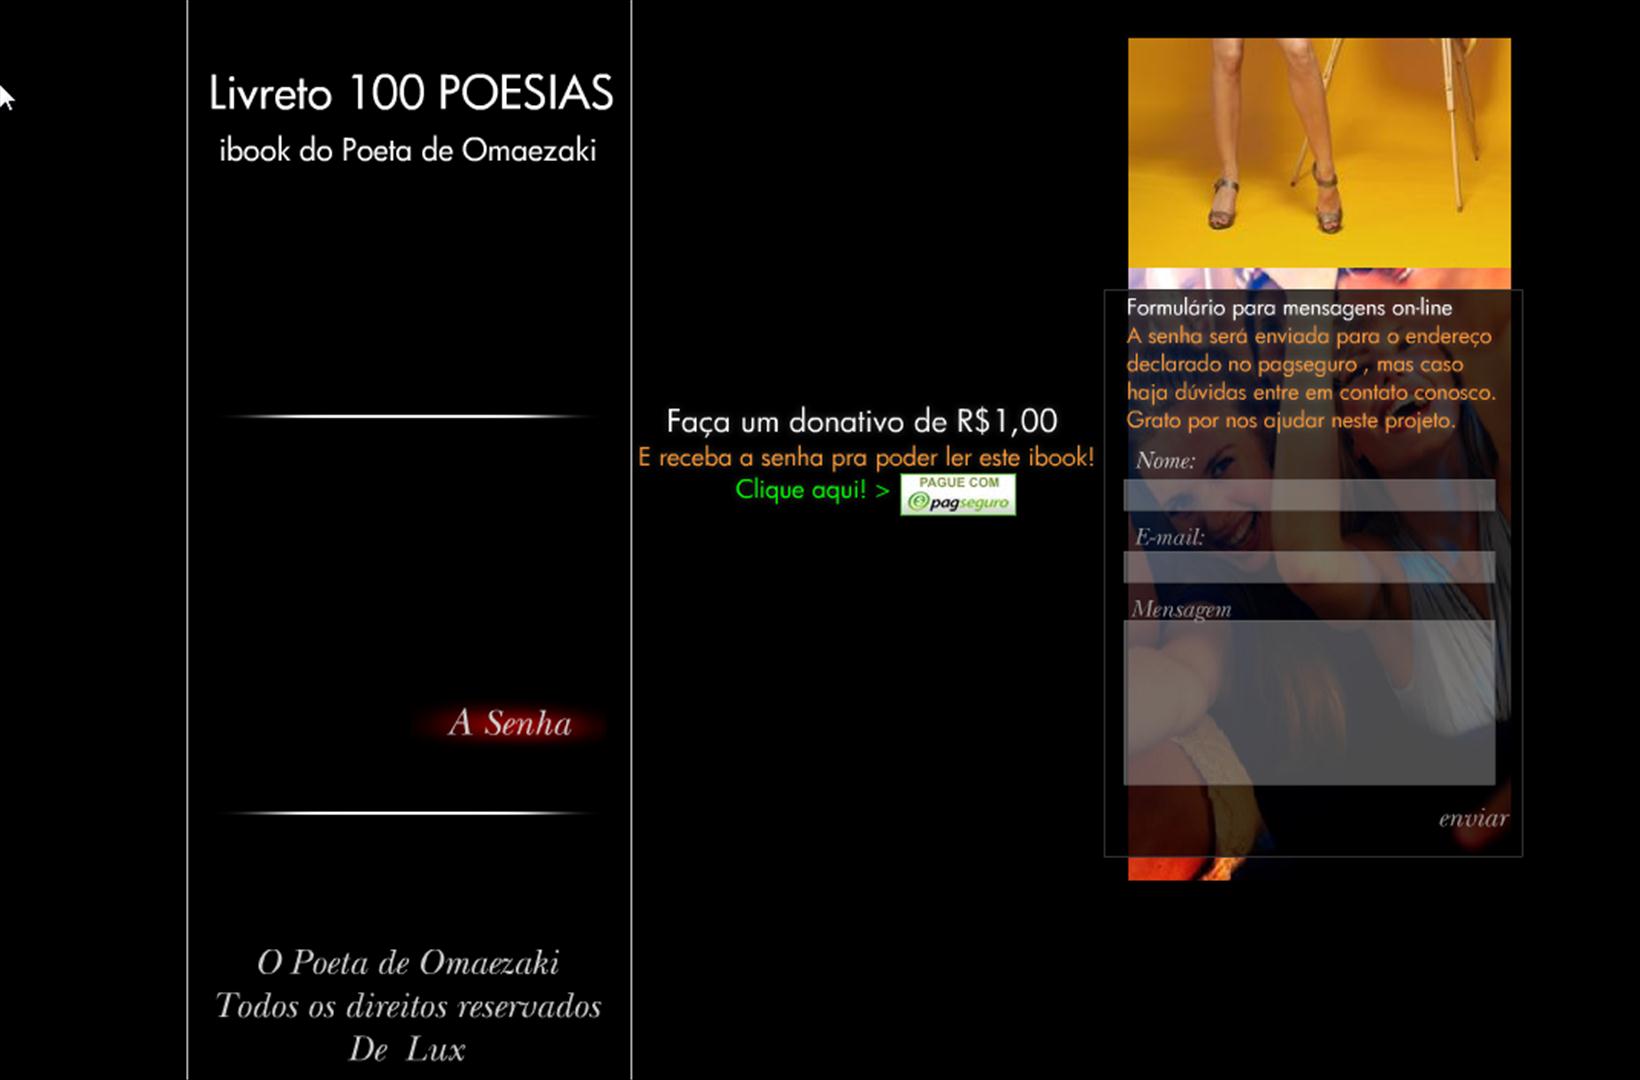 Livreto 100 POESIAS
ibook do Poeta de Omaezaki
A Senha
O Poeta de Omaezaki
Todos os direitos reservados
De Lux
Faça um donativo de R$1,00
E receba a senha pra poder ler este ibook!
Clique aqui! >
PAGUE COM
pagseguro
Formulário para mensagens on-line
A senha será enviada para o endereço
declarado no pagseguro , mas caso
haja dúvidas entre em contato conosco.
Grato por nos ajudar neste projeto.
Nome:
E-mail:
Mensagem
enviar